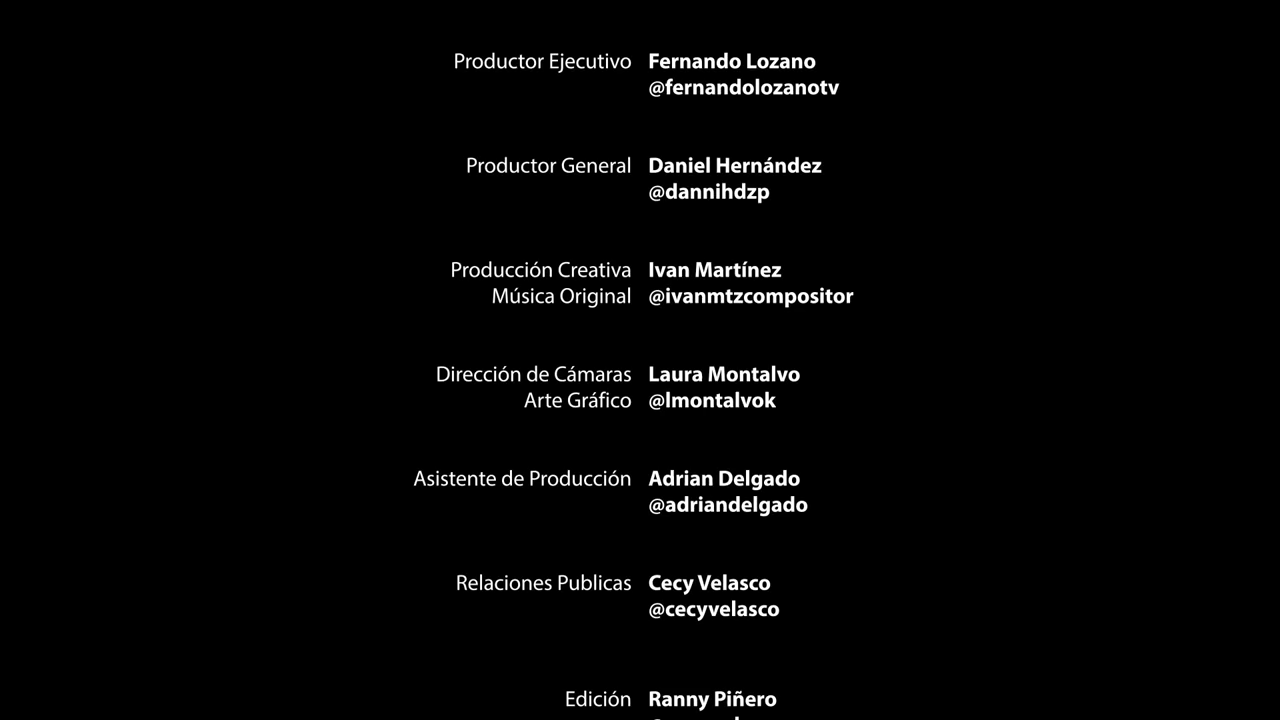 Productor Ejecutivo Fernando Lozano
@fernandolozanotv
Productor General Daniel Hernández
@dannihdzp
Producción Creativa Ivan Martínez
Música Original @ivanmtzcompositor
Dirección de Cámaras Laura Montalvo
Arte Gráfico @lmontalvok
Asistente de Producción Adrian Delgado
@adriandelgado
Relaciones Publicas Cecy Velasco
@cecyvelasco
Edición Ranny Piñero